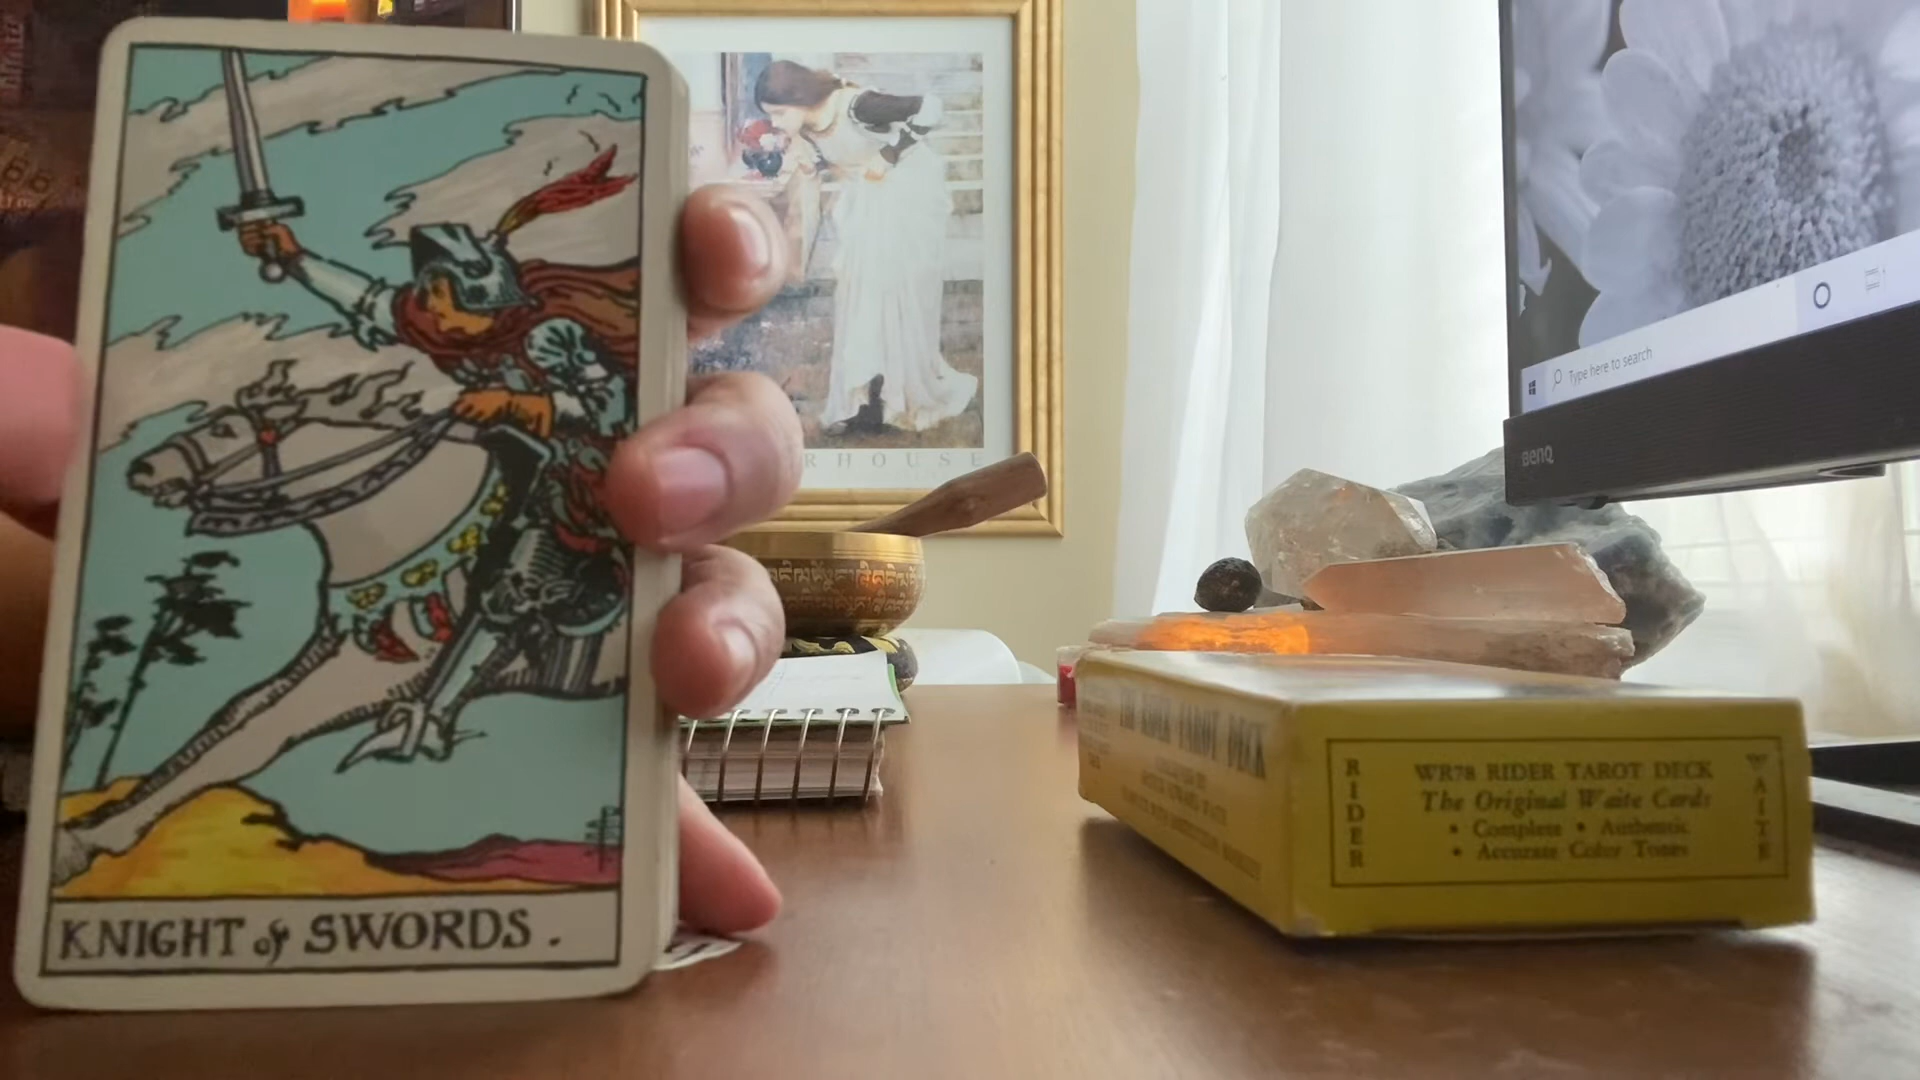 KNIGHT of SWORDS.
RHOUSE
Type here to search
BenQ
RIDER TAROT DECK
RIDER
WR78 RIDER TAROT DECK
The Original Waite Cards
• Complete • Authentic
• Accurate Color Tones
WAITE